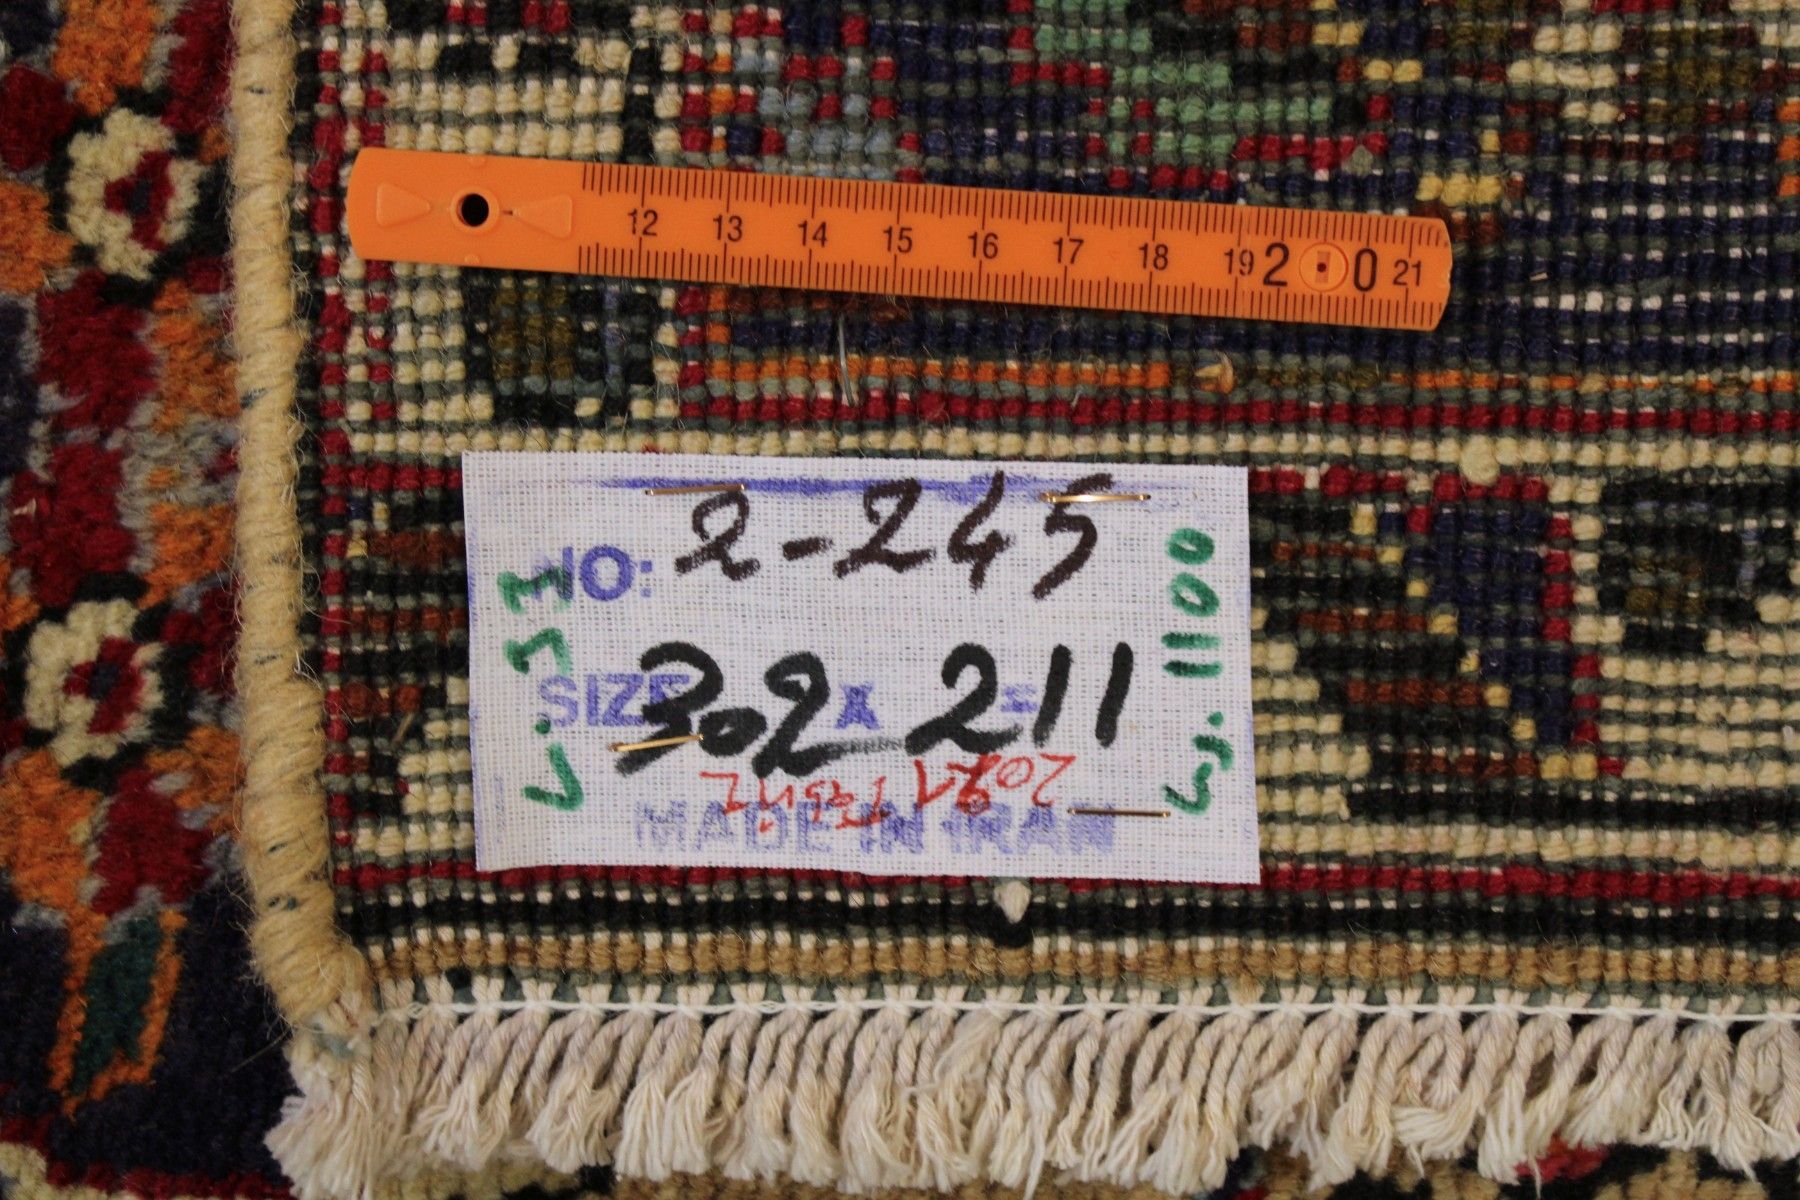 12 13 14 15 16 17 18 19 20 21
NO: 2-245
SIZE 302 X 211 =
MADE IN IRAN
L. 33
L. 1100